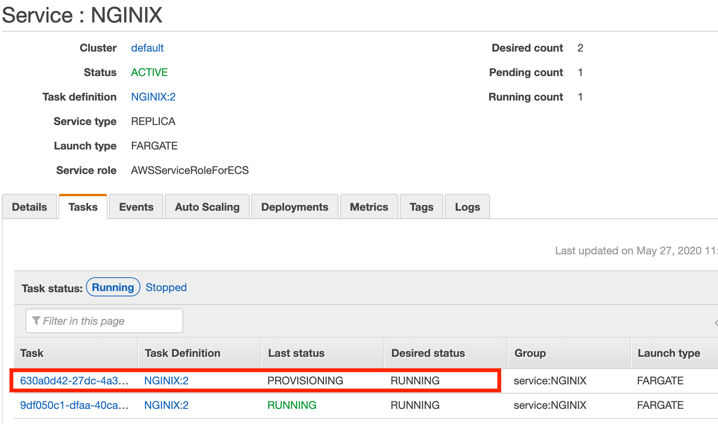 Service : NGINIX
Cluster default Desired count 2
Status ACTIVE Pending count 1
Task definition NGINIX:2 Running count 1
Service type REPLICA
Launch type FARGATE
Service role AWSServiceRoleForECS
Details Tasks Events Auto Scaling Deployments Metrics Tags Logs
Last updated on May 27, 2020 11:
Task status: Running Stopped
Filter in this page
Task Task Definition Last status Desired status Group Launch type
630a0d42-27dc-4a3... NGINIX:2 PROVISIONING RUNNING service:NGINIX FARGATE
9df050c1-dfaa-40ca... NGINIX:2 RUNNING RUNNING service:NGINIX FARGATE